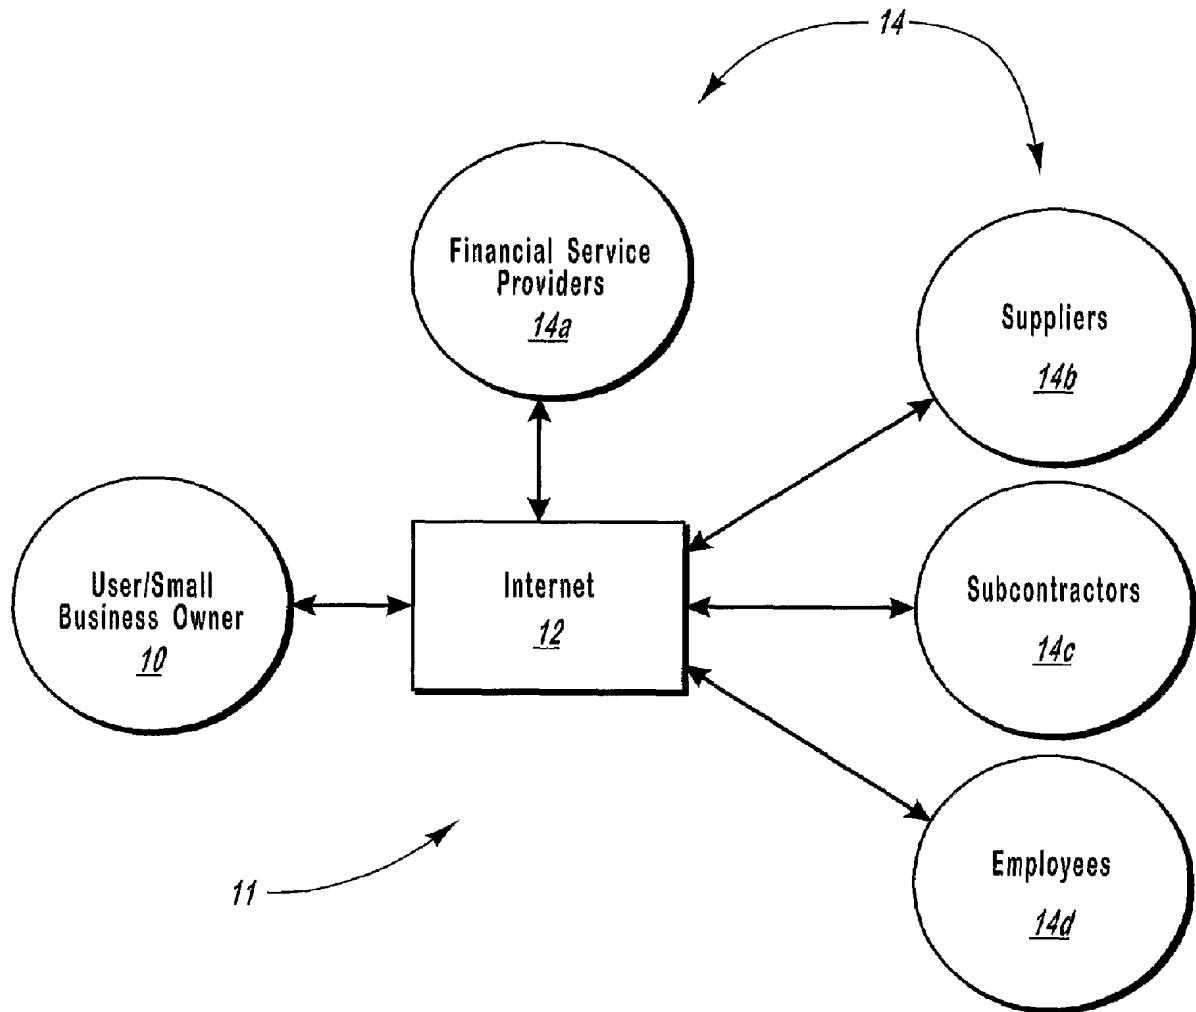 14
Financial Service
Providers
14a
Suppliers
14b
User/Small
Business Owner
10
Internet
12
Subcontractors
14c
Employees
14d
11